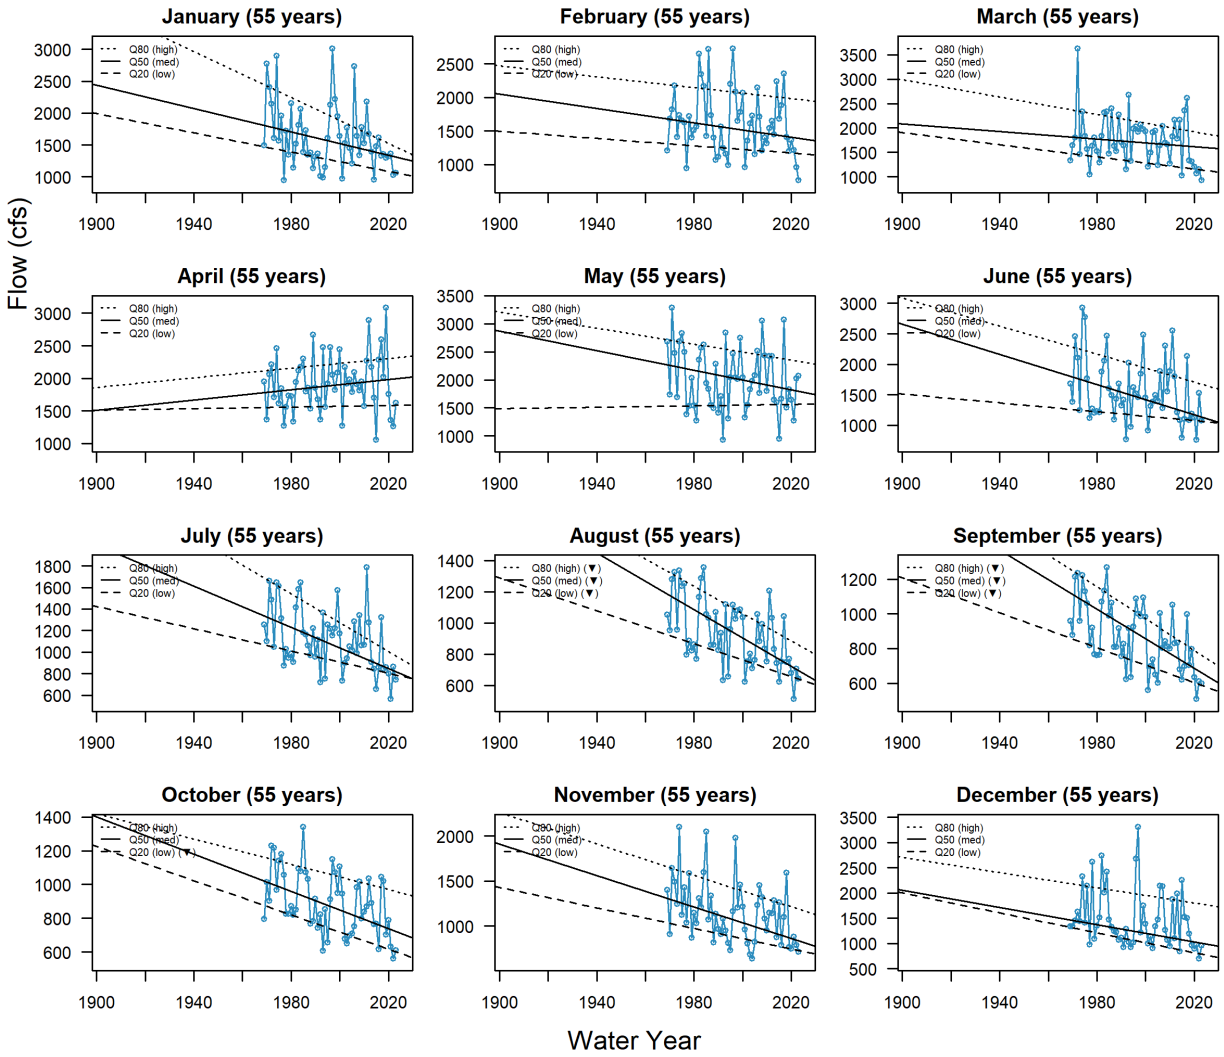 January (55 years)
February (55 years)
March (55 years)
Q80 (high)
Q50 (med)
Q20 (low)
3000
2500
2000
1500
1000
1900
1940
1980
2020
Q80 (high)
Q50 (med)
Q20 (low)
2500
2000
1500
1000
1900
1940
1980
2020
Q80 (high)
Q50 (med)
Q20 (low)
3500
3000
2500
2000
1500
1000
1900
1940
1980
2020
Flow (cfs)
April (55 years)
May (55 years)
June (55 years)
Q80 (high)
Q50 (med)
Q20 (low)
3000
2500
2000
1500
1000
1900
1940
1980
2020
Q80 (high)
Q50 (med)
Q20 (low)
3500
3000
2500
2000
1500
1000
1900
1940
1980
2020
Q80 (high)
Q50 (med)
Q20 (low)
3000
2500
2000
1500
1000
1900
1940
1980
2020
July (55 years)
August (55 years)
September (55 years)
Q80 (high)
Q50 (med)
Q20 (low)
1800
1600
1400
1200
1000
800
600
1900
1940
1980
2020
Q80 (high) (▼)
Q50 (med) (▼)
Q20 (low) (▼)
1400
1200
1000
800
600
1900
1940
1980
2020
Q80 (high) (▼)
Q50 (med) (▼)
Q20 (low) (▼)
1200
1000
800
600
1900
1940
1980
2020
October (55 years)
November (55 years)
December (55 years)
Q80 (high)
Q50 (med)
Q20 (low) (▼)
1400
1200
1000
800
600
1900
1940
1980
2020
Q80 (high)
Q50 (med)
Q20 (low)
2000
1500
1000
1900
1940
1980
2020
Q80 (high)
Q50 (med)
Q20 (low)
3500
3000
2500
2000
1500
1000
500
1900
1940
1980
2020
Water Year